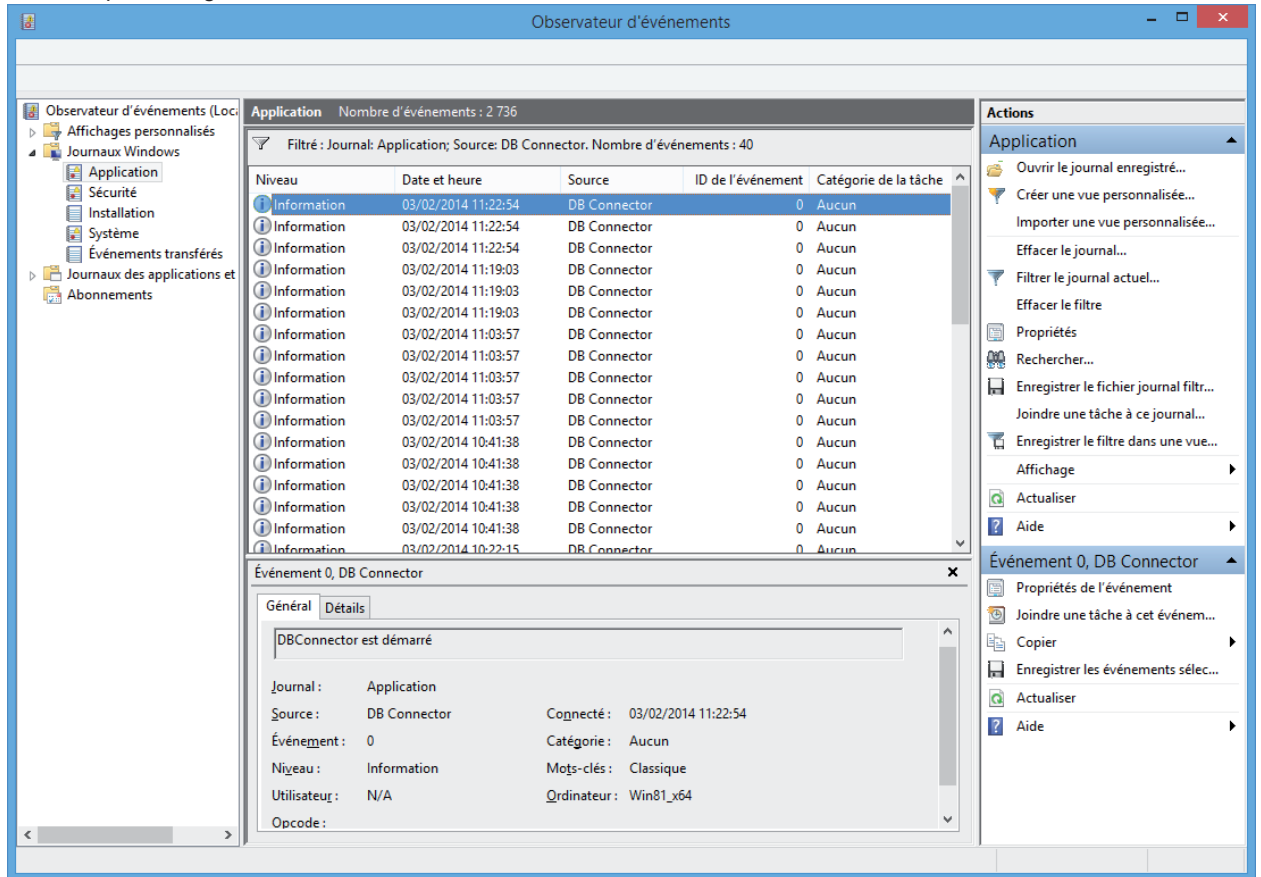 Observateur d'événements
Observateur d'événements (Loca
Affichages personnalisés
Journaux Windows
Application
Sécurité
Installation
Système
Événements transférés
Journaux des applications et
Abonnements
Application Nombre d'événements : 2 736
Filtré : Journal: Application; Source: DB Connector. Nombre d'événements : 40
Niveau Date et heure Source ID de l'événement Catégorie de la tâche
Information 03/02/2014 11:22:54 DB Connector 0 Aucun
Information 03/02/2014 11:22:54 DB Connector 0 Aucun
Information 03/02/2014 11:22:54 DB Connector 0 Aucun
Information 03/02/2014 11:19:03 DB Connector 0 Aucun
Information 03/02/2014 11:19:03 DB Connector 0 Aucun
Information 03/02/2014 11:19:03 DB Connector 0 Aucun
Information 03/02/2014 11:03:57 DB Connector 0 Aucun
Information 03/02/2014 11:03:57 DB Connector 0 Aucun
Information 03/02/2014 11:03:57 DB Connector 0 Aucun
Information 03/02/2014 11:03:57 DB Connector 0 Aucun
Information 03/02/2014 11:03:57 DB Connector 0 Aucun
Information 03/02/2014 10:41:38 DB Connector 0 Aucun
Information 03/02/2014 10:41:38 DB Connector 0 Aucun
Information 03/02/2014 10:41:38 DB Connector 0 Aucun
Information 03/02/2014 10:41:38 DB Connector 0 Aucun
Information 03/02/2014 10:41:38 DB Connector 0 Aucun
Information 03/02/2014 10:22:15 DB Connector 0 Aucun
Événement 0, DB Connector
Général Détails
DBConnector est démarré
Journal : Application
Source : DB Connector Connecté : 03/02/2014 11:22:54
Événement : 0 Catégorie : Aucun
Niveau : Information Mots-clés : Classique
Utilisateur : N/A Ordinateur : Win81_x64
Opcode :
Actions
Application
Ouvrir le journal enregistré...
Créer une vue personnalisée...
Importer une vue personnalisée...
Effacer le journal...
Filtrer le journal actuel...
Effacer le filtre
Propriétés
Rechercher...
Enregistrer le fichier journal filtr...
Joindre une tâche à ce journal...
Enregistrer le filtre dans une vue...
Affichage
Actualiser
Aide
Événement 0, DB Connector
Propriétés de l'événement
Joindre une tâche à cet événem...
Copier
Enregistrer les événements sélec...
Actualiser
Aide